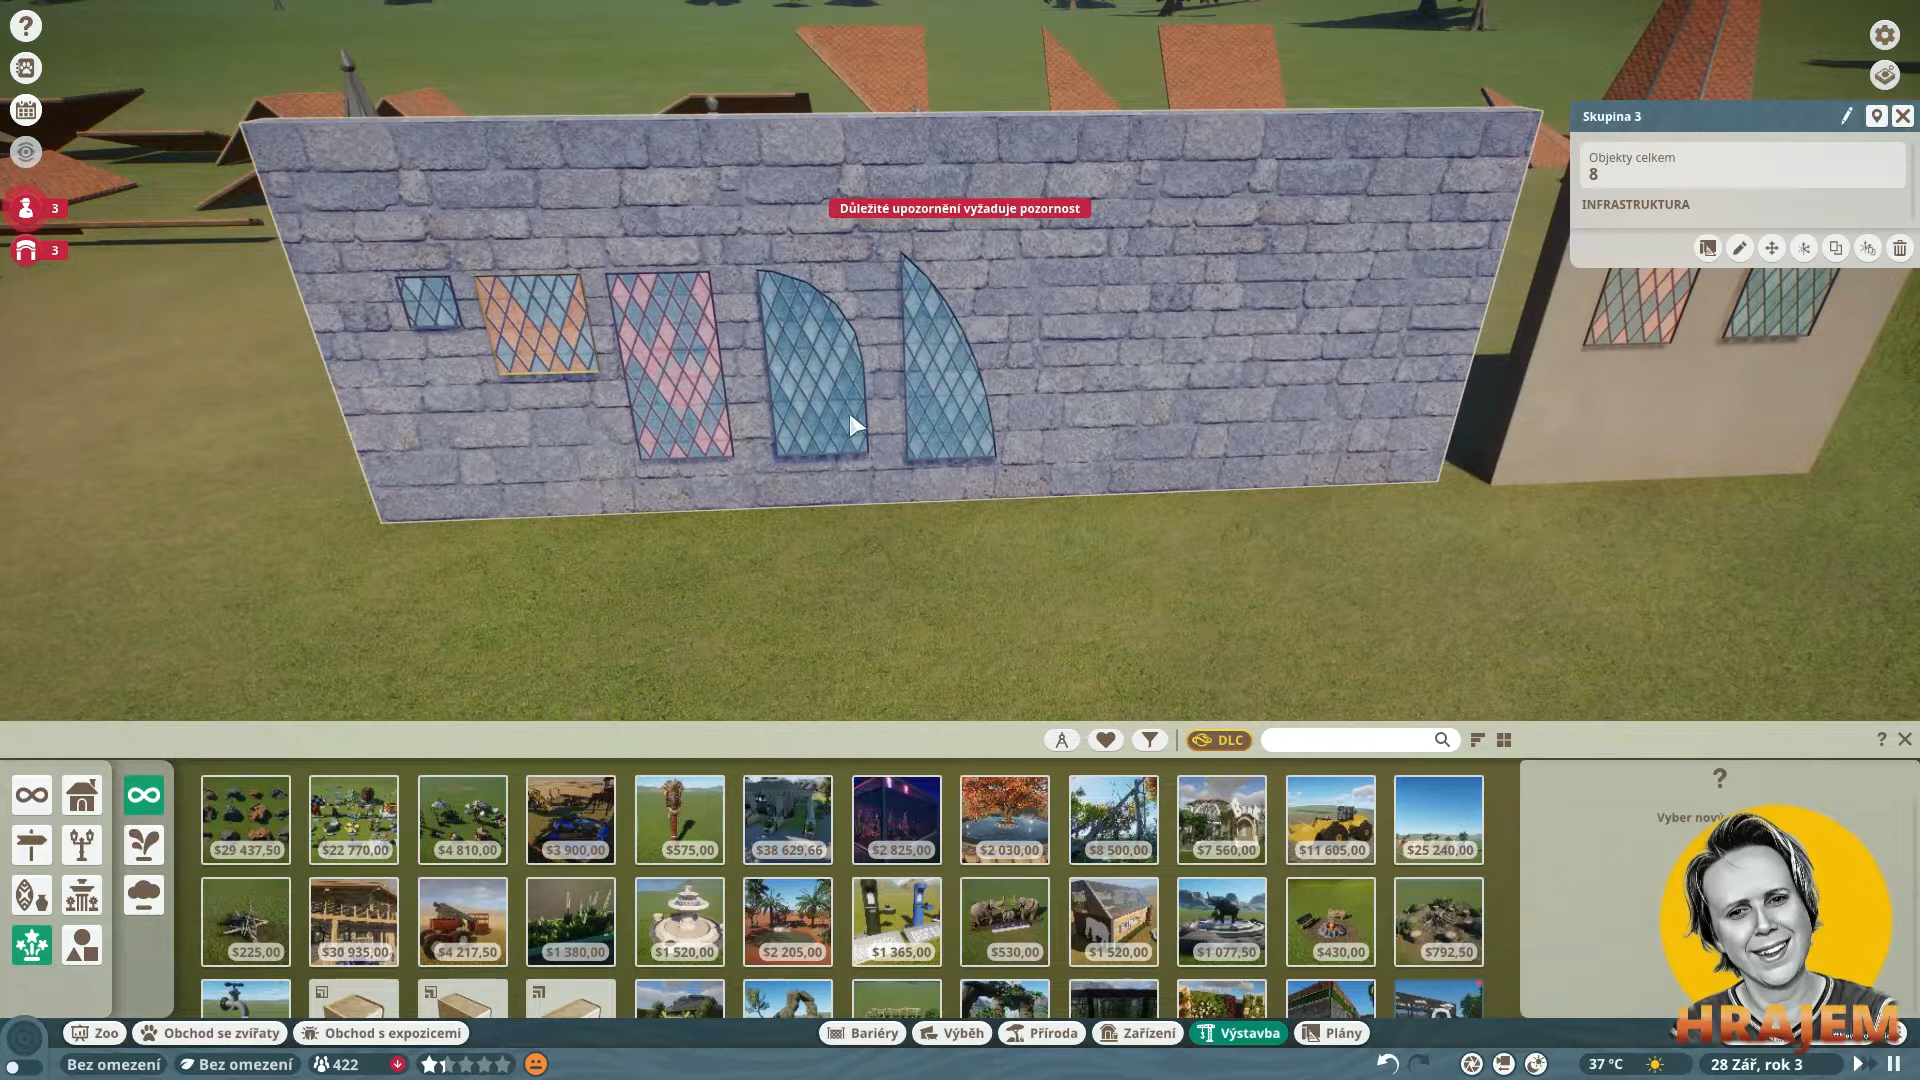 ?
3
3
Důležité upozornění vyžaduje pozornost
Skupina 3
Objekty celkem
8
INFRASTRUKTURA
DLC
?
?
Vyber nový
$29 437,50
$22 770,00
$4 810,00
$3 900,00
$575,00
$38 629,66
$2 825,00
$2 030,00
$8 500,00
$7 560,00
$11 605,00
$25 240,00
$225,00
$30 935,00
$4 217,50
$1 380,00
$1 520,00
$2 205,00
$1 365,00
$530,00
$1 520,00
$1 077,50
$430,00
$792,50
HRAJEM
Zoo
Obchod se zvířaty
Obchod s expozicemi
Bariéry
Výběh
Příroda
Zařízení
Výstavba
Plány
Bez omezení
Bez omezení
422
37 °C
28 Zář, rok 3